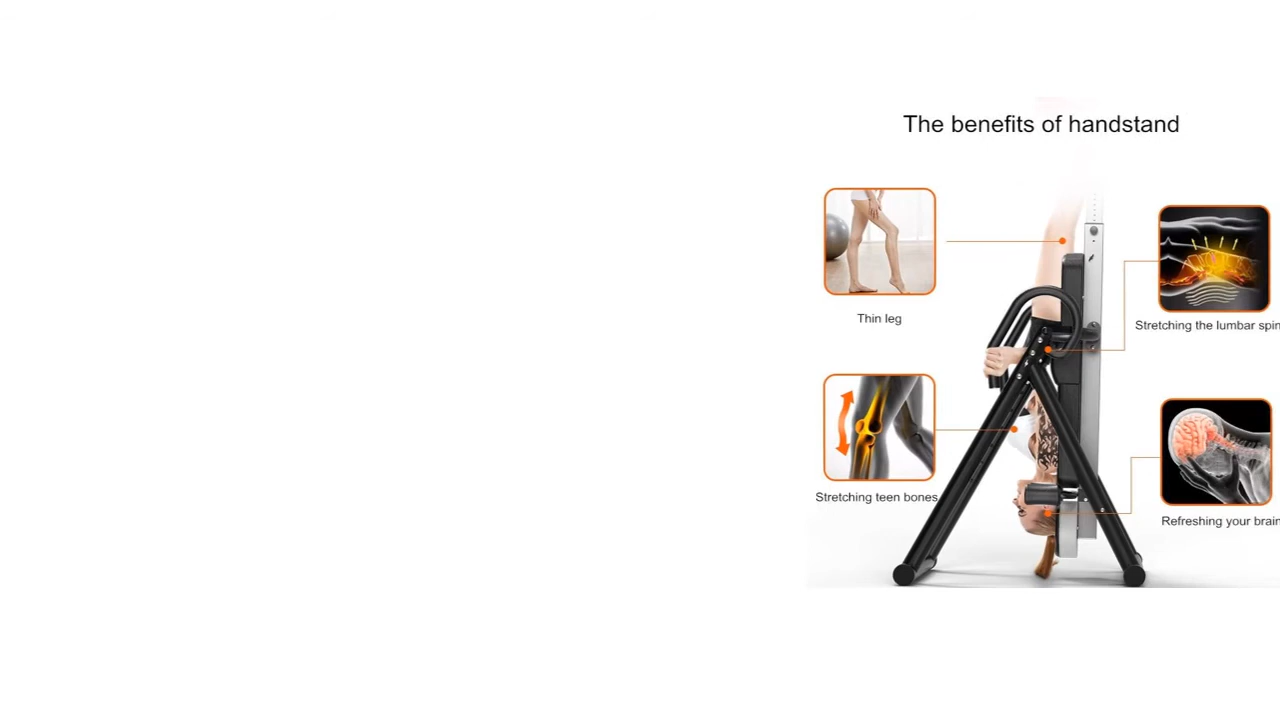 The benefits of handstand
Thin leg
Stretching the lumbar spin
Stretching teen bones
Refreshing your brain